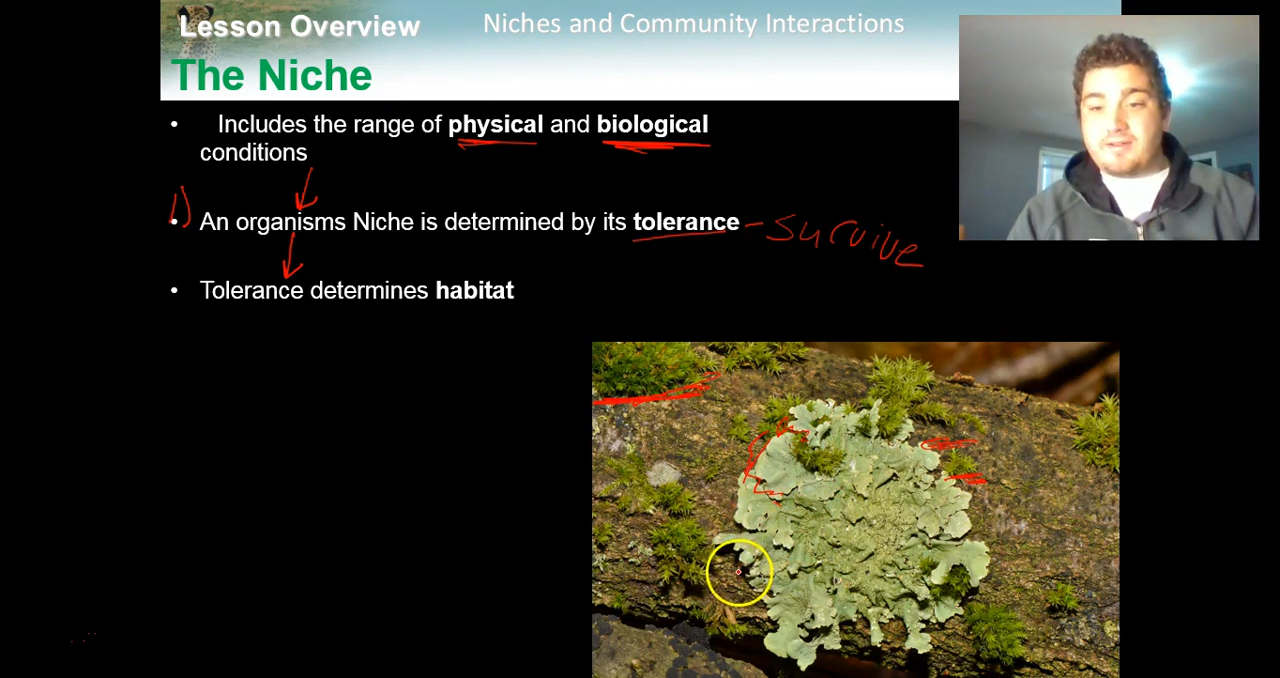 Lesson Overview
Niches and Community Interactions
The Niche
• Includes the range of physical and biological
conditions
1)
• An organisms Niche is determined by its tolerance - survive
• Tolerance determines habitat